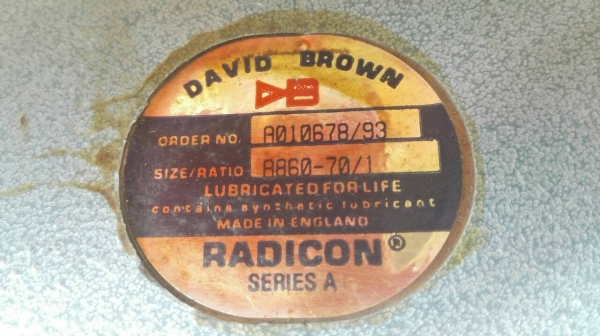 DAVID BROWN
DB
ORDER NO. A010678/93
SIZE/RATIO A860-70/1
LUBRICATED FOR LIFE
contains synthetic lubricant
MADE IN ENGLAND
RADICON®
SERIES A